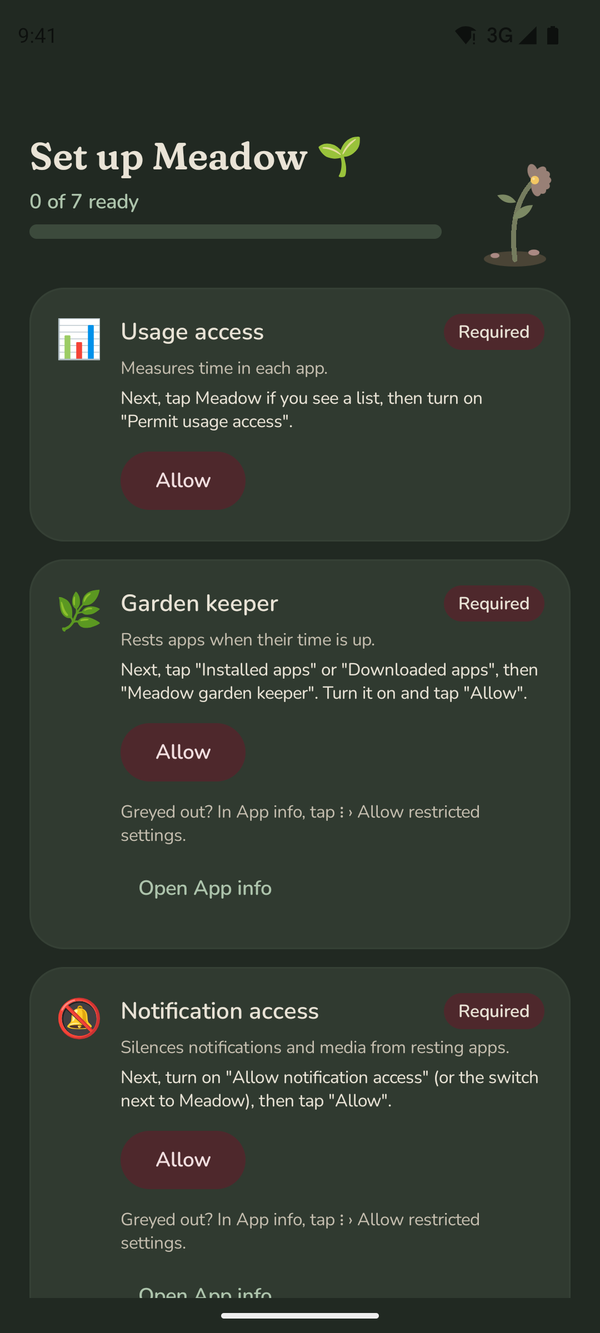 9:41
3G
Set up Meadow 🌱
0 of 7 ready
Usage access
Required
Measures time in each app.
Next, tap Meadow if you see a list, then turn on
"Permit usage access".
Allow
Garden keeper
Required
Rests apps when their time is up.
Next, tap "Installed apps" or "Downloaded apps", then
"Meadow garden keeper". Turn it on and tap "Allow".
Allow
Greyed out? In App info, tap ⋮ › Allow restricted
settings.
Open App info
Notification access
Required
Silences notifications and media from resting apps.
Next, turn on "Allow notification access" (or the switch
next to Meadow), then tap "Allow".
Allow
Greyed out? In App info, tap ⋮ › Allow restricted
settings.
Open App info